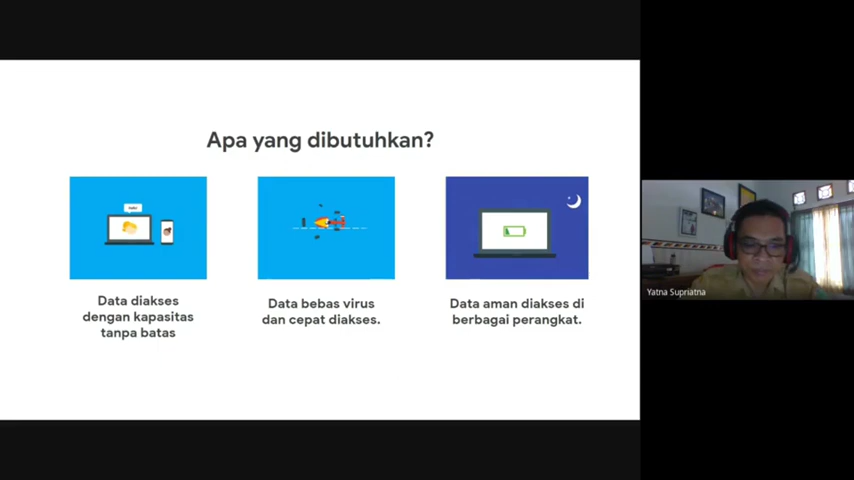 Apa yang dibutuhkan?
Data diakses
dengan kapasitas
tanpa batas
Data bebas virus
dan cepat diakses.
Data aman diakses di
berbagai perangkat.
Yatna Supriatna